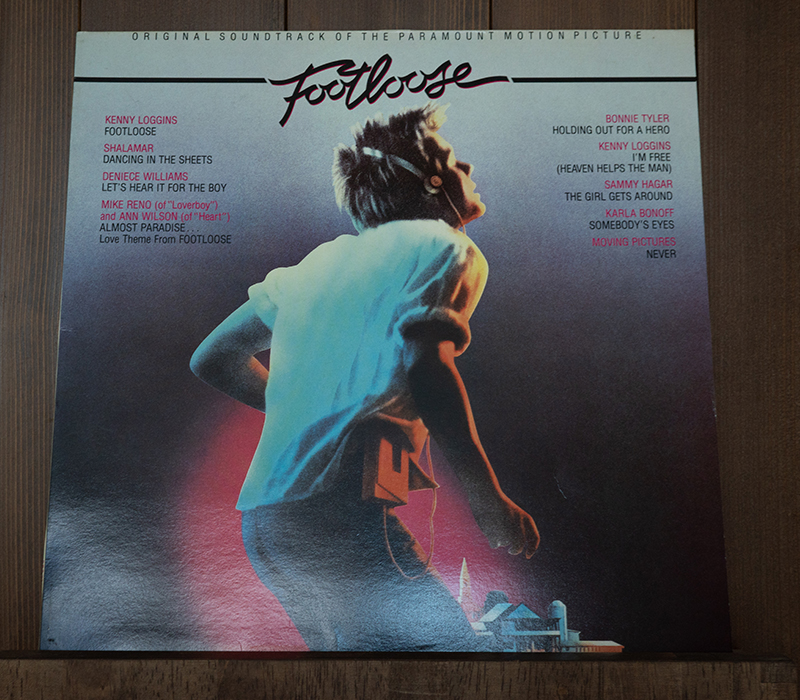 ORIGINAL SOUNDTRACK OF THE PARAMOUNT MOTION PICTURE
Footloose
KENNY LOGGINS
FOOTLOOSE
SHALAMAR
DANCING IN THE SHEETS
DENIECE WILLIAMS
LET'S HEAR IT FOR THE BOY
MIKE RENO (of "Loverboy")
and ANN WILSON (of "Heart")
ALMOST PARADISE...
Love Theme From FOOTLOOSE
BONNIE TYLER
HOLDING OUT FOR A HERO
KENNY LOGGINS
I'M FREE
(HEAVEN HELPS THE MAN)
SAMMY HAGAR
THE GIRL GETS AROUND
KARLA BONOFF
SOMEBODY'S EYES
MOVING PICTURES
NEVER